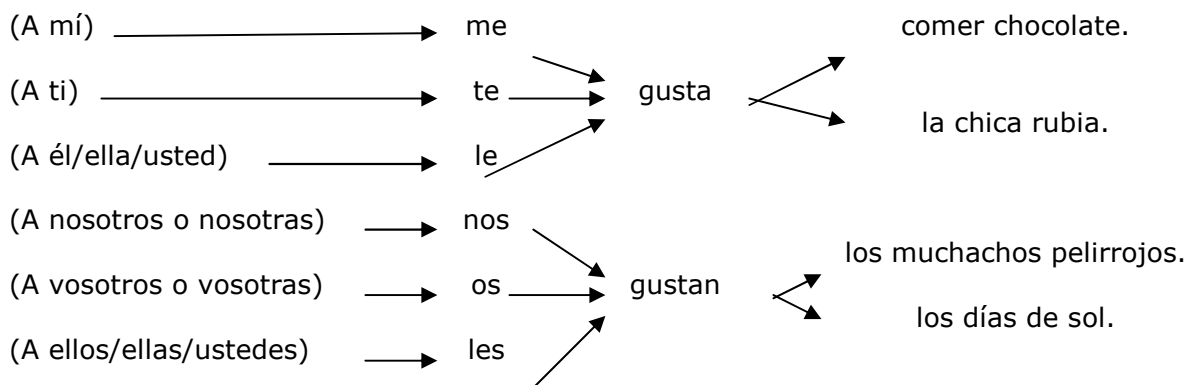 (A mí) me comer chocolate.
(A ti) te gusta
la chica rubia.
(A él/ella/usted) le
(A nosotros o nosotras) nos
los muchachos pelirrojos.
(A vosotros o vosotras) os gustan
los días de sol.
(A ellos/ellas/ustedes) les